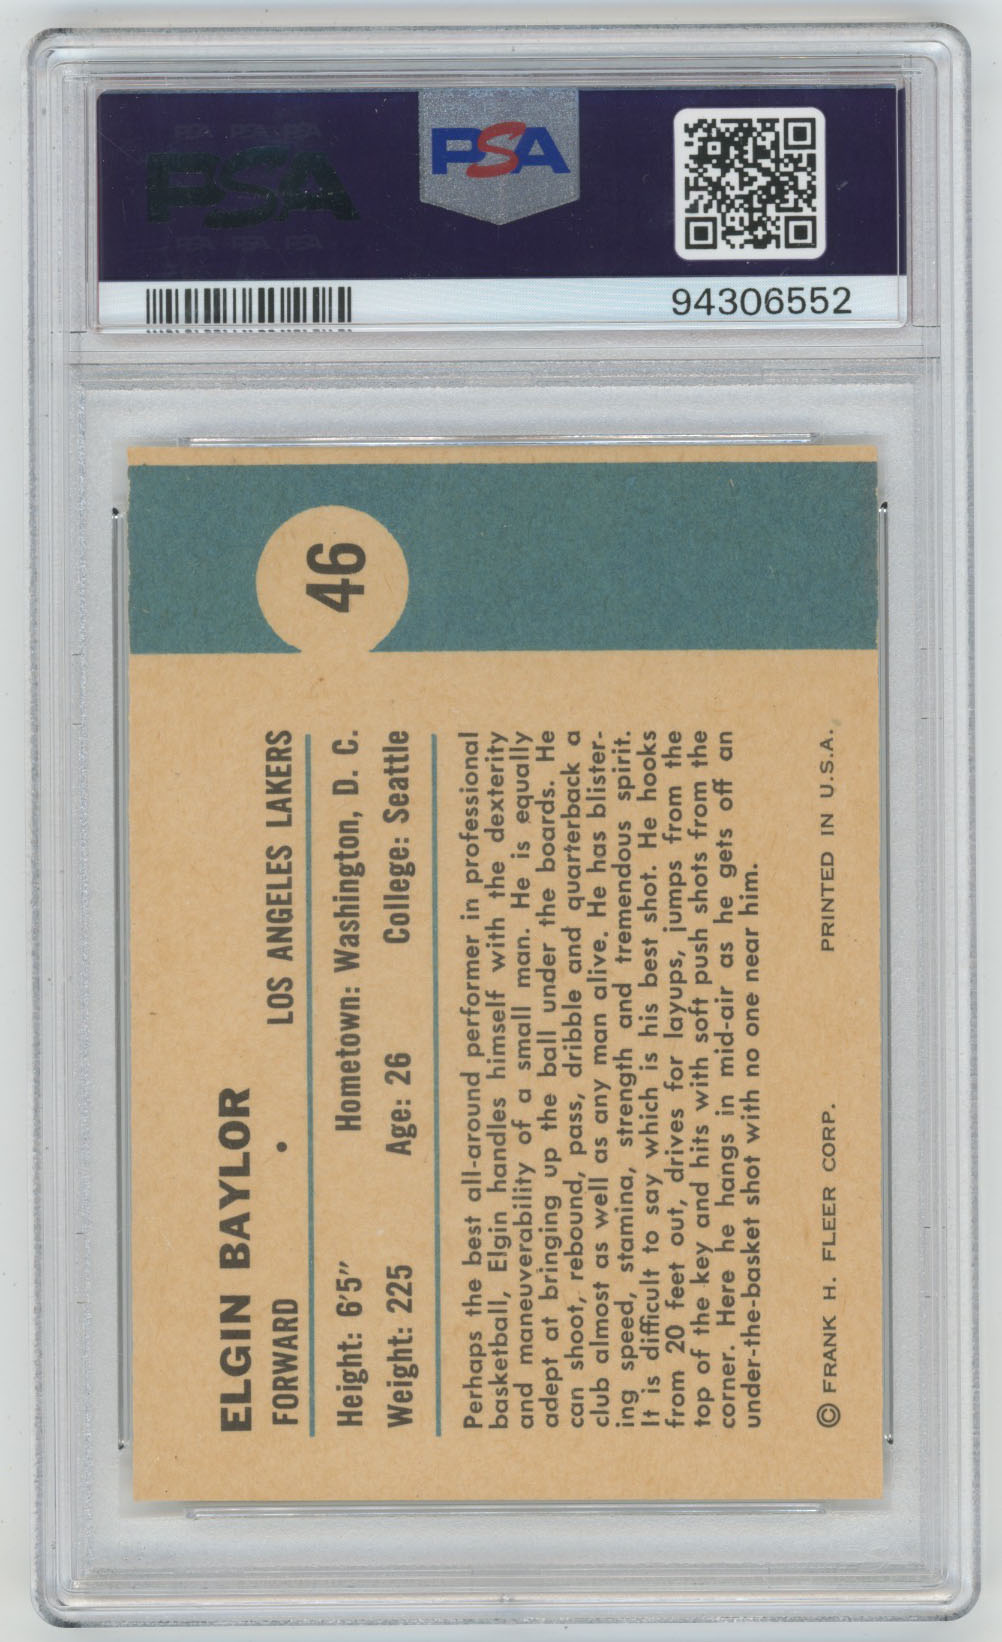 PSA PSA PSA
PSA
PSA PSA PSA
PSA
94306552
46
ELGIN BAYLOR
FORWARD • LOS ANGELES LAKERS
Height: 6'5" Hometown: Washington, D. C.
Weight: 225 Age: 26 College: Seattle
Perhaps the best all-around performer in professional
basketball, Elgin handles himself with the dexterity
and maneuverability of a small man. He is equally
adept at bringing up the ball under the boards. He
can shoot, rebound, pass, dribble and quarterback a
club almost as well as any man alive. He has blister-
ing speed, stamina, strength and tremendous spirit.
It is difficult to say which is his best shot. He hooks
from 20 feet out, drives for layups, jumps from the
top of the key and hits with soft push shots from the
corner. Here he hangs in mid-air as he gets off an
under-the-basket shot with no one near him.
© FRANK H. FLEER CORP. PRINTED IN U.S.A.